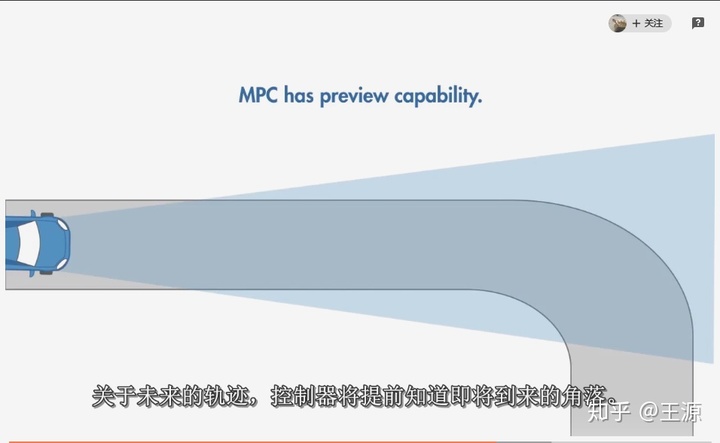 + 关注
MPC has preview capability.
关于未来的轨迹，控制器将提前知道即将到来的角落。
知乎 @王源